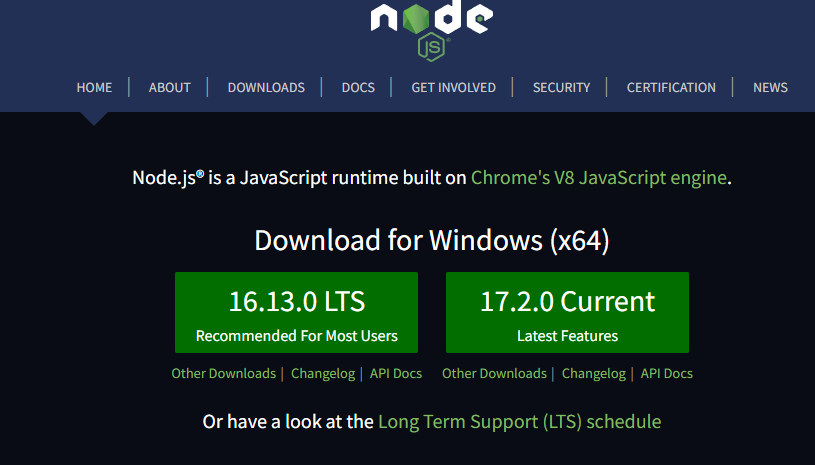 node
JS
HOME | ABOUT | DOWNLOADS | DOCS | GET INVOLVED | SECURITY | CERTIFICATION | NEWS
Node.js® is a JavaScript runtime built on Chrome's V8 JavaScript engine.
Download for Windows (x64)
16.13.0 LTS
Recommended For Most Users
17.2.0 Current
Latest Features
Other Downloads | Changelog | API Docs
Other Downloads | Changelog | API Docs
Or have a look at the Long Term Support (LTS) schedule